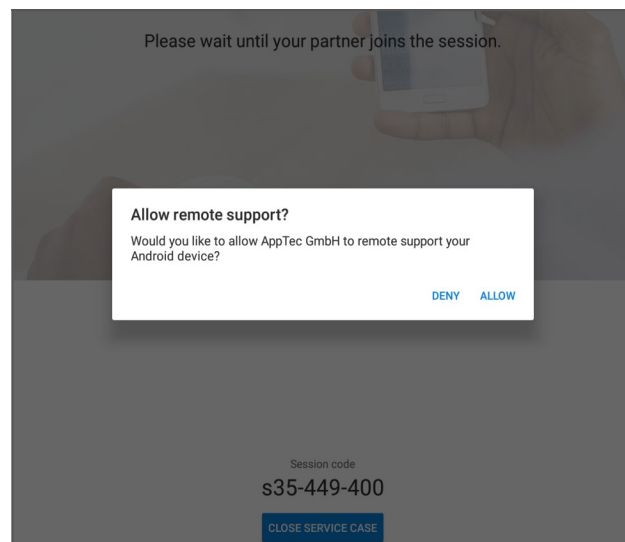 Please wait until your partner joins the session.
Allow remote support?
Would you like to allow AppTec GmbH to remote support your
Android device?
DENY ALLOW
Session code
s35-449-400
CLOSE SERVICE CASE